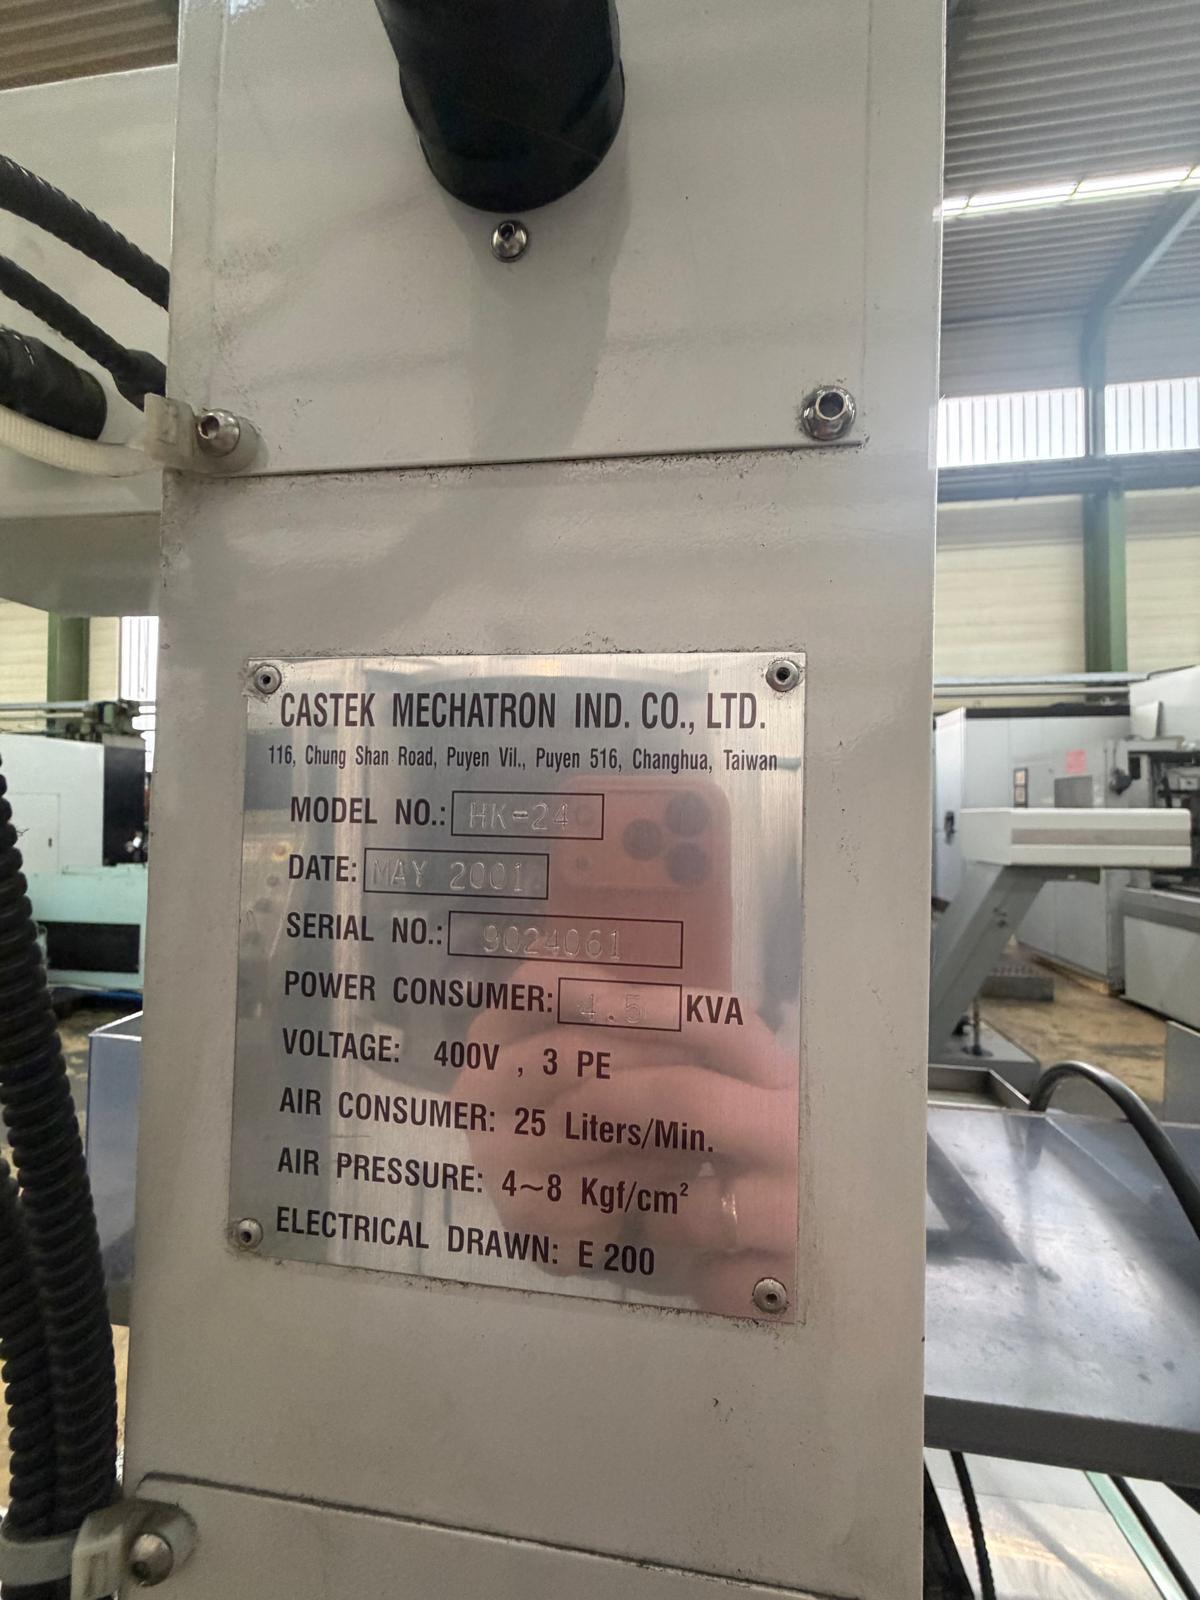 CASTEK MECHATRON IND. CO., LTD.
116, Chung Shan Road, Puyen Vil., Puyen 516, Changhua, Taiwan
MODEL NO.: HK-24
DATE: MAY 2001
SERIAL NO.: 9024061
POWER CONSUMER: 4.5 KVA
VOLTAGE: 400V , 3 PE
AIR CONSUMER: 25 Liters/Min.
AIR PRESSURE: 4~8 Kgf/cm²
ELECTRICAL DRAWN: E 200